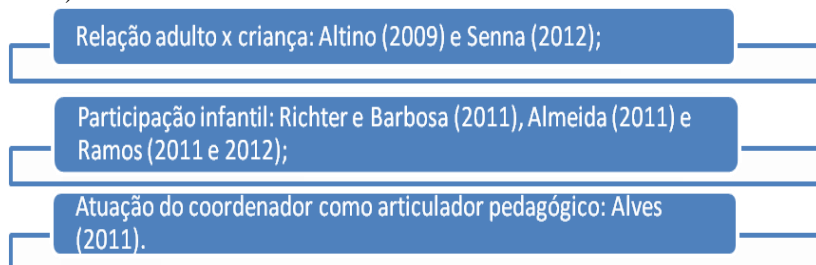 Relação adulto x criança: Altino (2009) e Senna (2012);
Participação infantil: Richter e Barbosa (2011), Almeida (2011) e
Ramos (2011 e 2012);
Atuação do coordenador como articulador pedagógico: Alves
(2011).